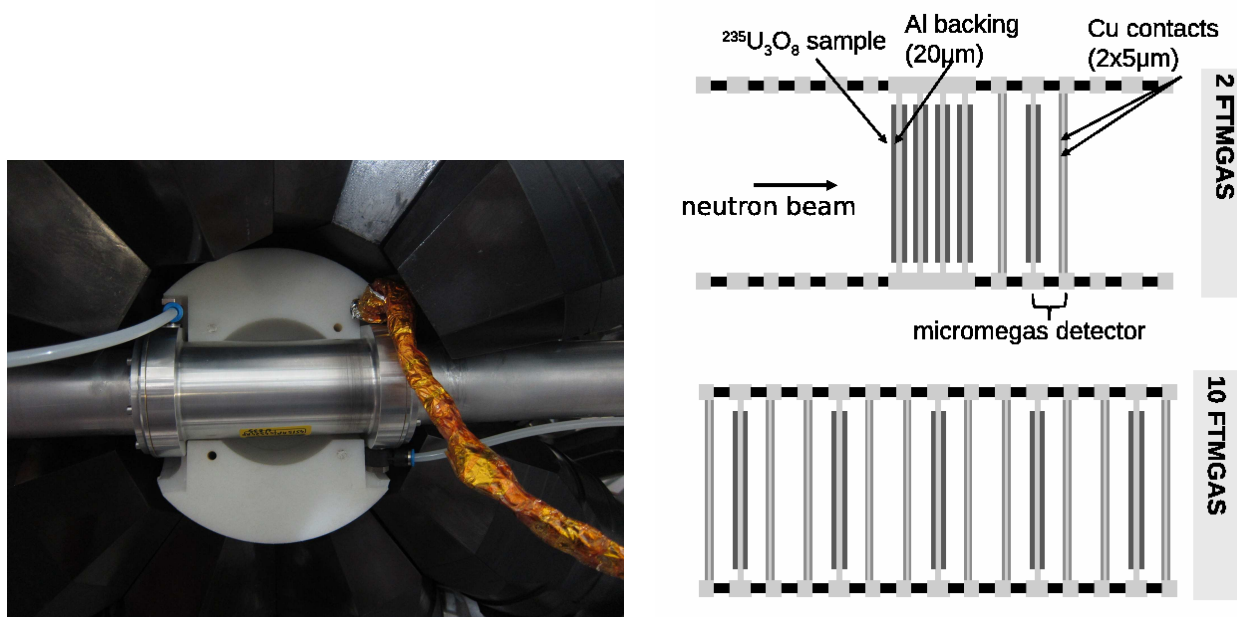 ²³⁵U₃O₈ sample
Al backing
(20μm)
Cu contacts
(2x5μm)
2 FTMGAS
neutron beam
micromegas detector
10 FTMGAS